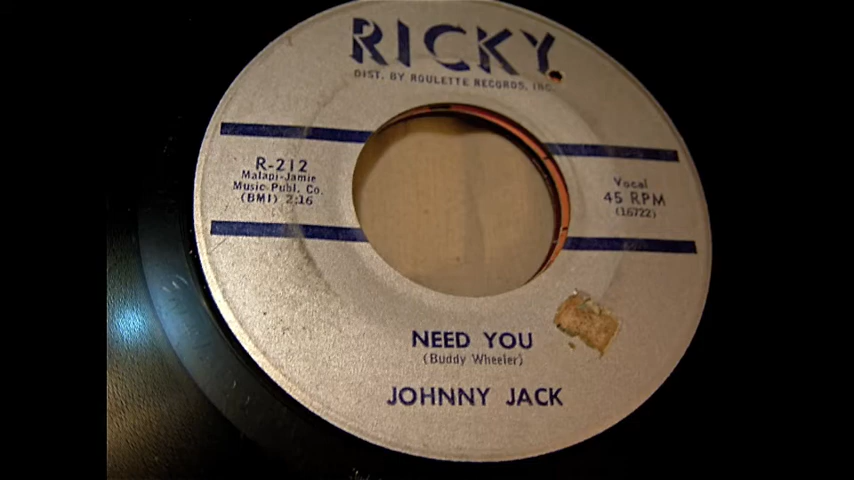 RICKY
DIST. BY ROULETTE RECORDS, INC.
R-212
Malapi-Jamie
Music Publ. Co.
(BMI) 2:16
Vocal
45 RPM
(16722)
NEED YOU
(Buddy Wheeler)
JOHNNY JACK